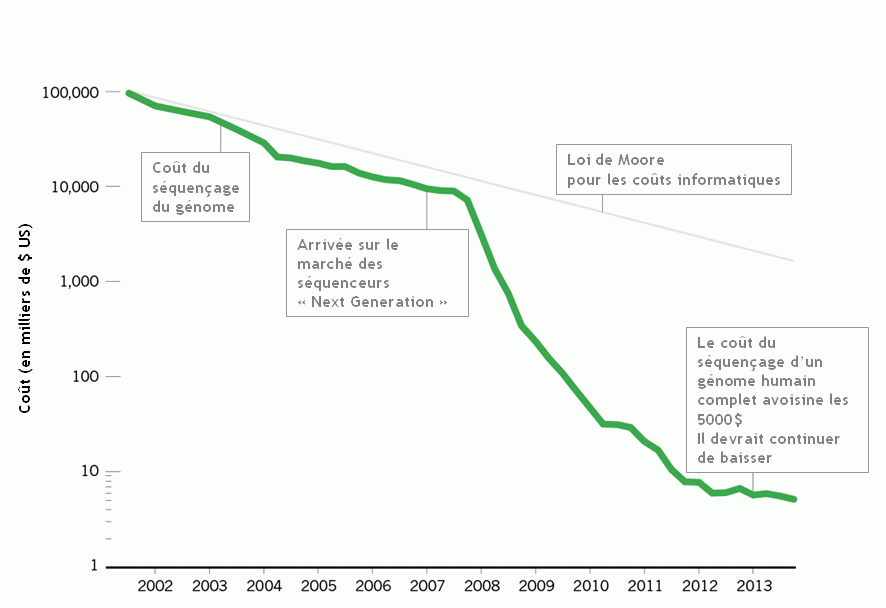 100,000
10,000
1,000
100
10
1
Coût (en milliers de $ US)
Coût du
séquençage
du génome
Arrivée sur le
marché des
séquenceurs
« Next Generation »
Loi de Moore
pour les coûts informatiques
Le coût du
séquençage d'un
génome humain
complet avoisine les
5000$
Il devrait continuer
de baisser
2002 2003 2004 2005 2006 2007 2008 2009 2010 2011 2012 2013